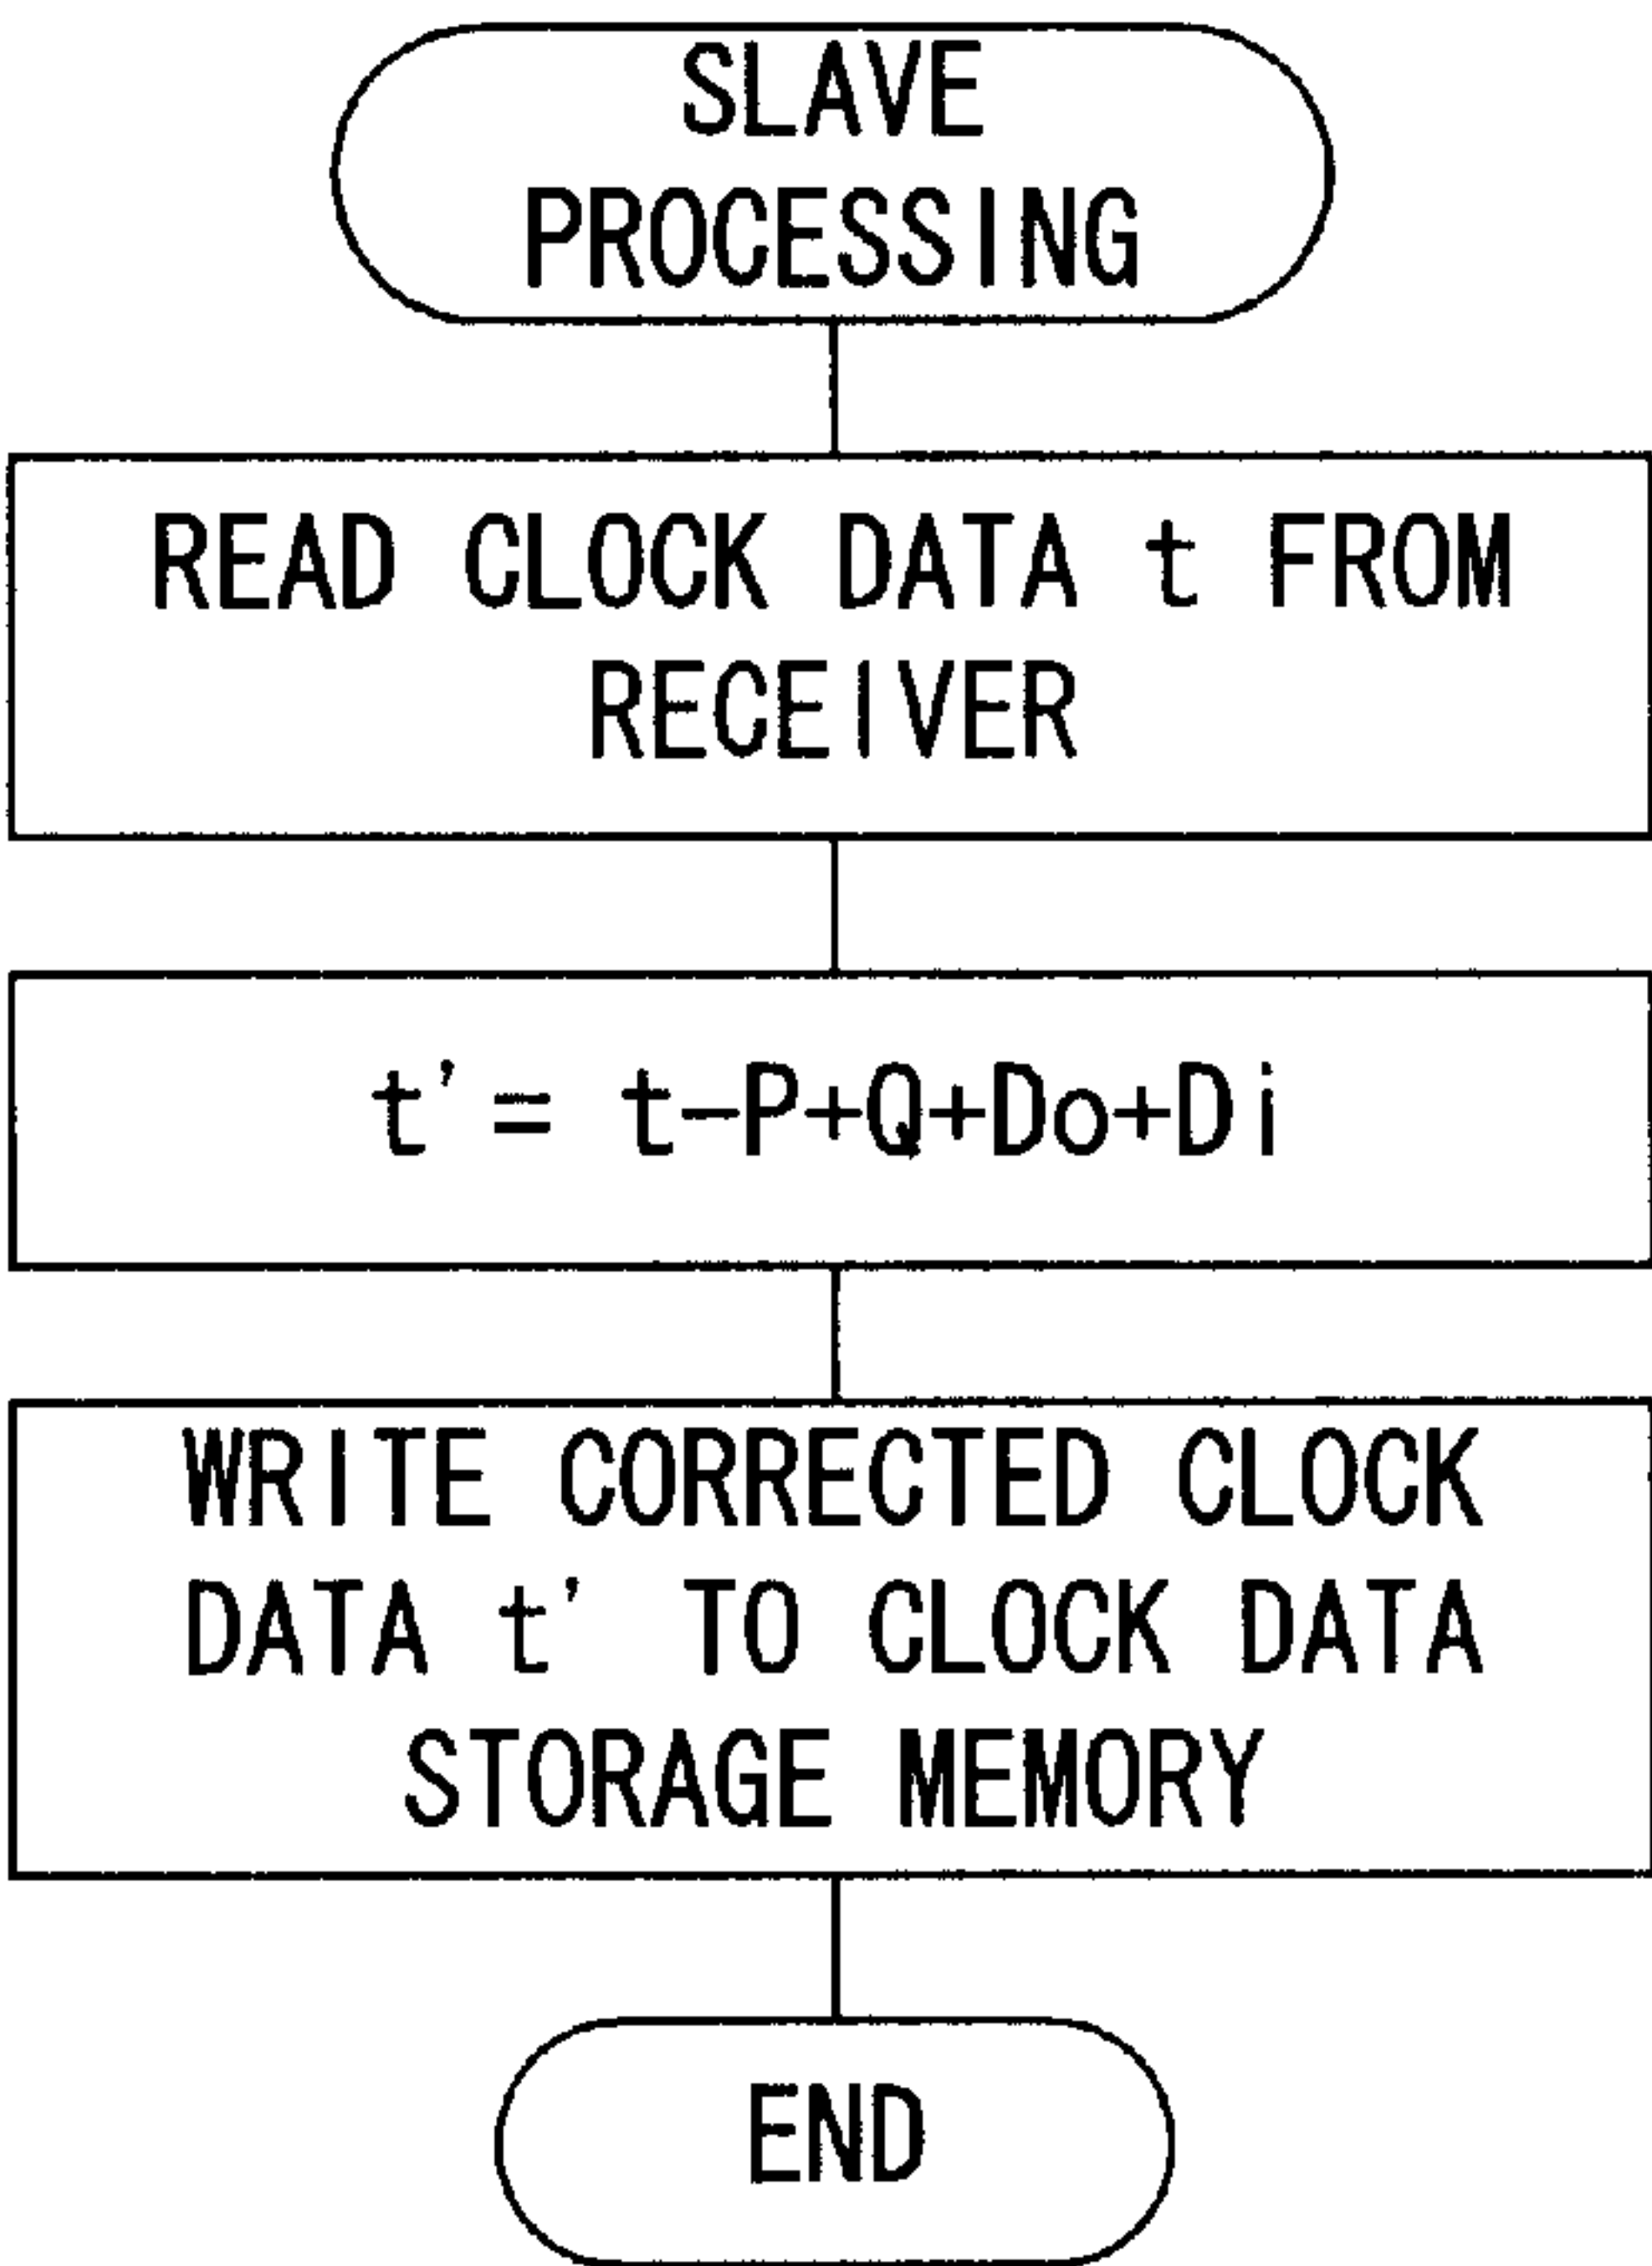 SLAVE
PROCESSING
READ CLOCK DATA t FROM
RECEIVER
t'= t-P+Q+Do+Di
WRITE CORRECTED CLOCK
DATA t' TO CLOCK DATA
STORAGE MEMORY
END